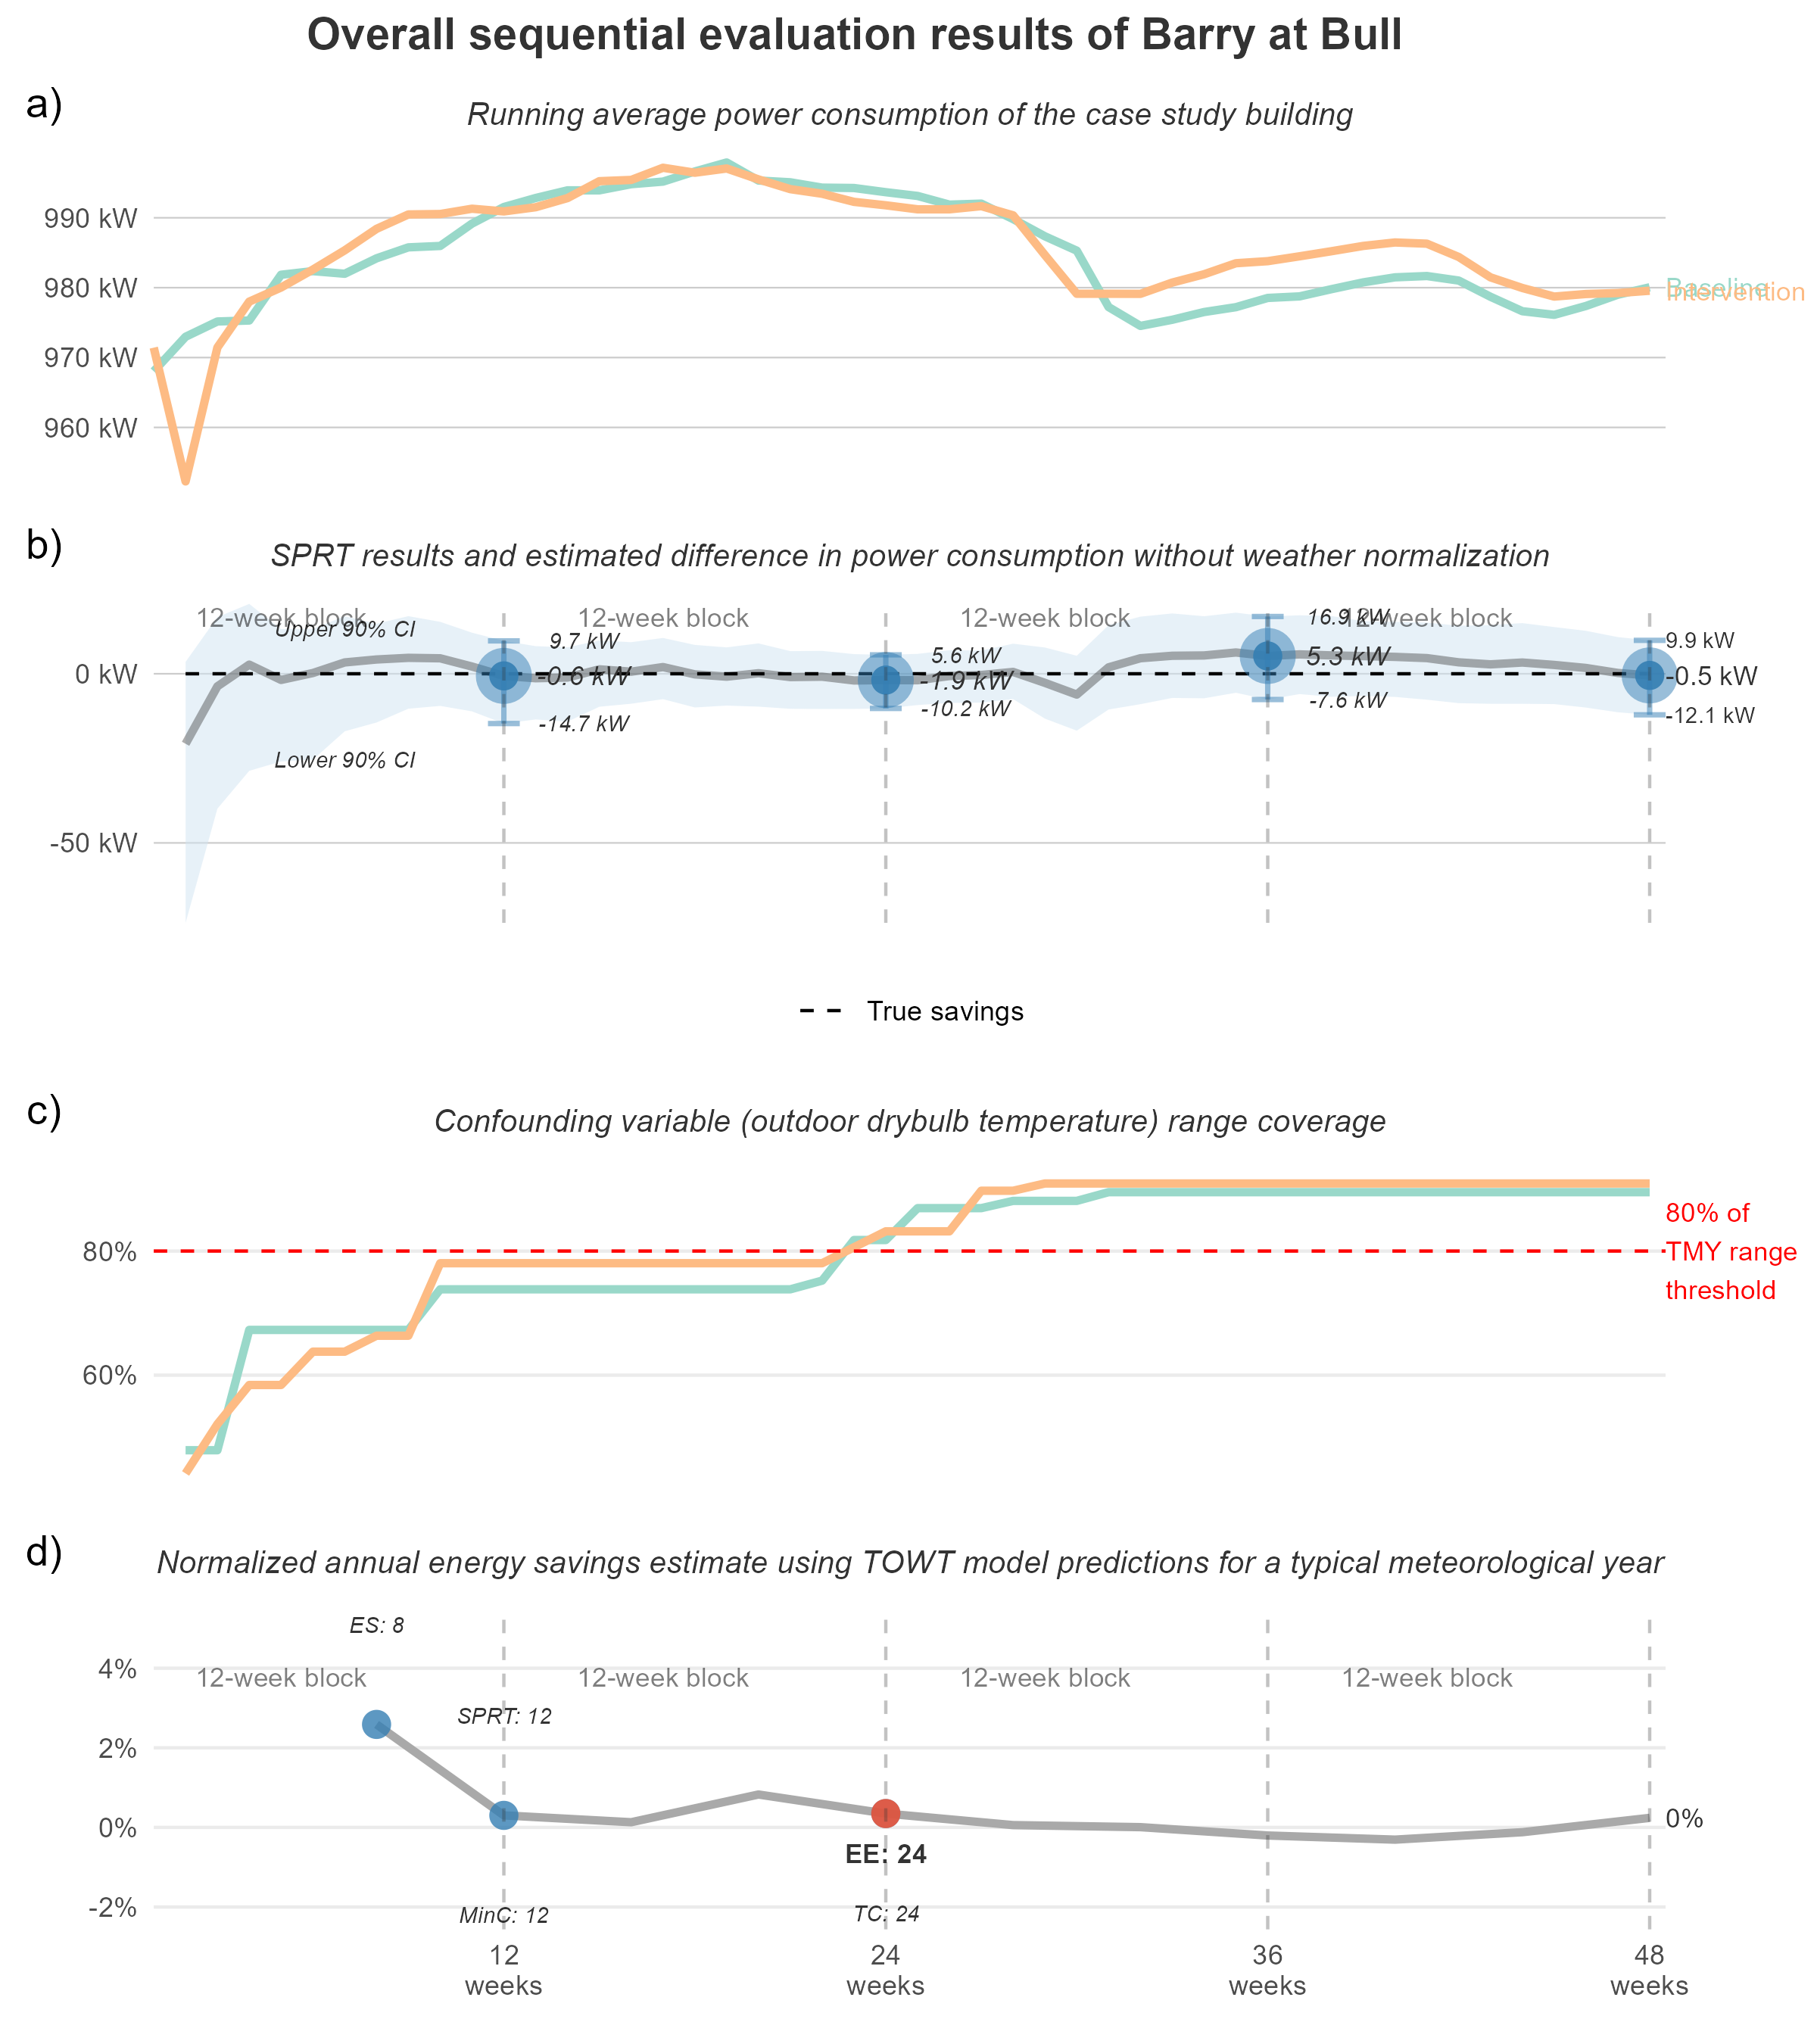 Overall sequential evaluation results of Barry at Bull
a)
Running average power consumption of the case study building
990 kW
980 kW
970 kW
960 kW
Baseline
Intervention
b)
SPRT results and estimated difference in power consumption without weather normalization
12-week block
12-week block
12-week block
12-week block
Upper 90% CI
Lower 90% CI
0 kW
-50 kW
9.7 kW
-0.6 kW
-14.7 kW
5.6 kW
-1.9 kW
-10.2 kW
16.9 kW
5.3 kW
-7.6 kW
9.9 kW
-0.5 kW
-12.1 kW
True savings
c)
Confounding variable (outdoor drybulb temperature) range coverage
80%
60%
80% of
TMY range
threshold
d)
Normalized annual energy savings estimate using TOWT model predictions for a typical meteorological year
ES: 8
4%
12-week block
12-week block
12-week block
12-week block
SPRT: 12
2%
0%
0%
EE: 24
-2%
MinC: 12
TC: 24
12
weeks
24
weeks
36
weeks
48
weeks